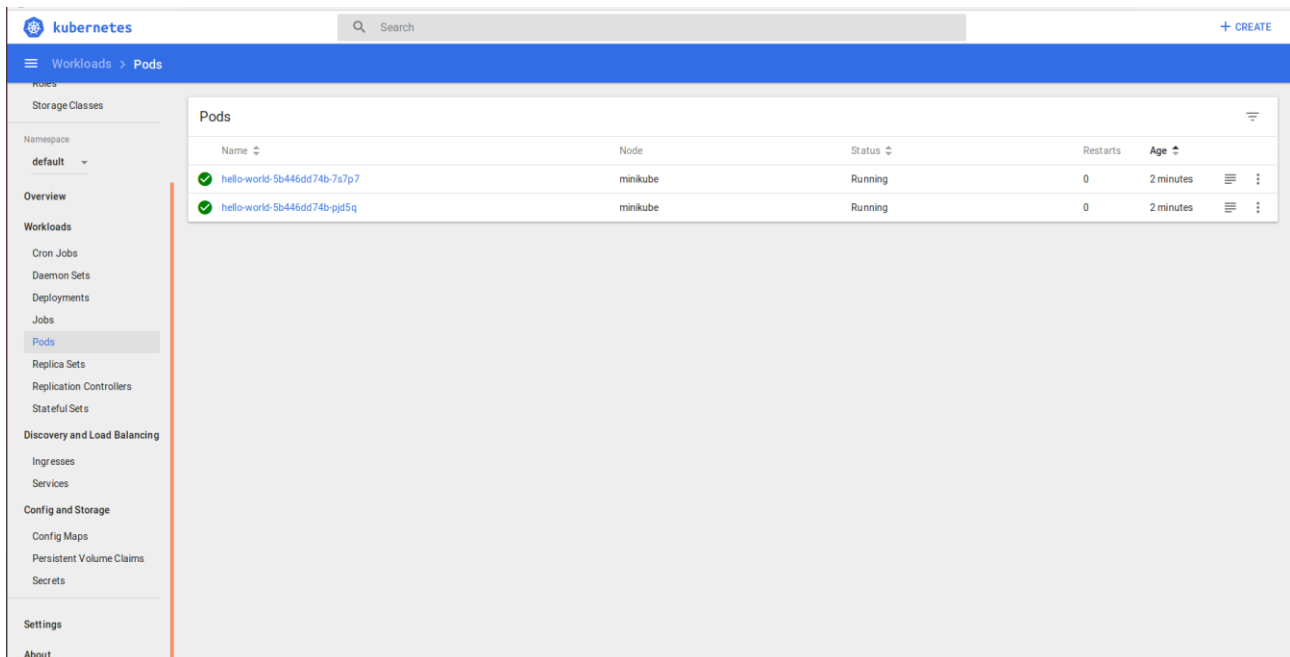 kubernetes
Search
+ CREATE
Workloads > Pods
Roles
Storage Classes
Namespace
default
Overview
Workloads
Cron Jobs
Daemon Sets
Deployments
Jobs
Pods
Replica Sets
Replication Controllers
Stateful Sets
Discovery and Load Balancing
Ingresses
Services
Config and Storage
Config Maps
Persistent Volume Claims
Secrets
Settings
About
Pods
Name Node Status Restarts Age
hello-world-5b446dd74b-7s7p7 minikube Running 0 2 minutes
hello-world-5b446dd74b-pjd5q minikube Running 0 2 minutes